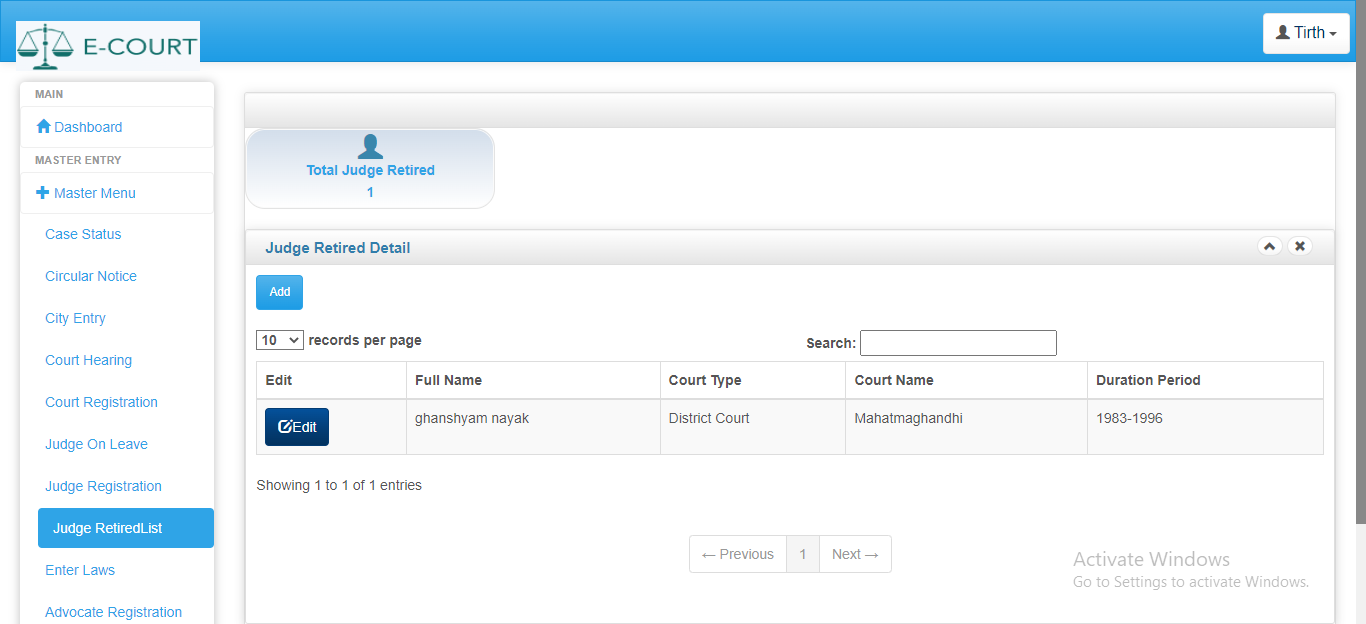 E-COURT
Tirth
MAIN
Dashboard
MASTER ENTRY
Master Menu
Case Status
Circular Notice
City Entry
Court Hearing
Court Registration
Judge On Leave
Judge Registration
Judge RetiredList
Enter Laws
Advocate Registration
Total Judge Retired
1
Judge Retired Detail
Add
10 records per page
Search:
Edit Full Name Court Type Court Name Duration Period
Edit ghanshyam nayak District Court Mahatmaghandhi 1983-1996
Showing 1 to 1 of 1 entries
← Previous 1 Next →
Activate Windows
Go to Settings to activate Windows.